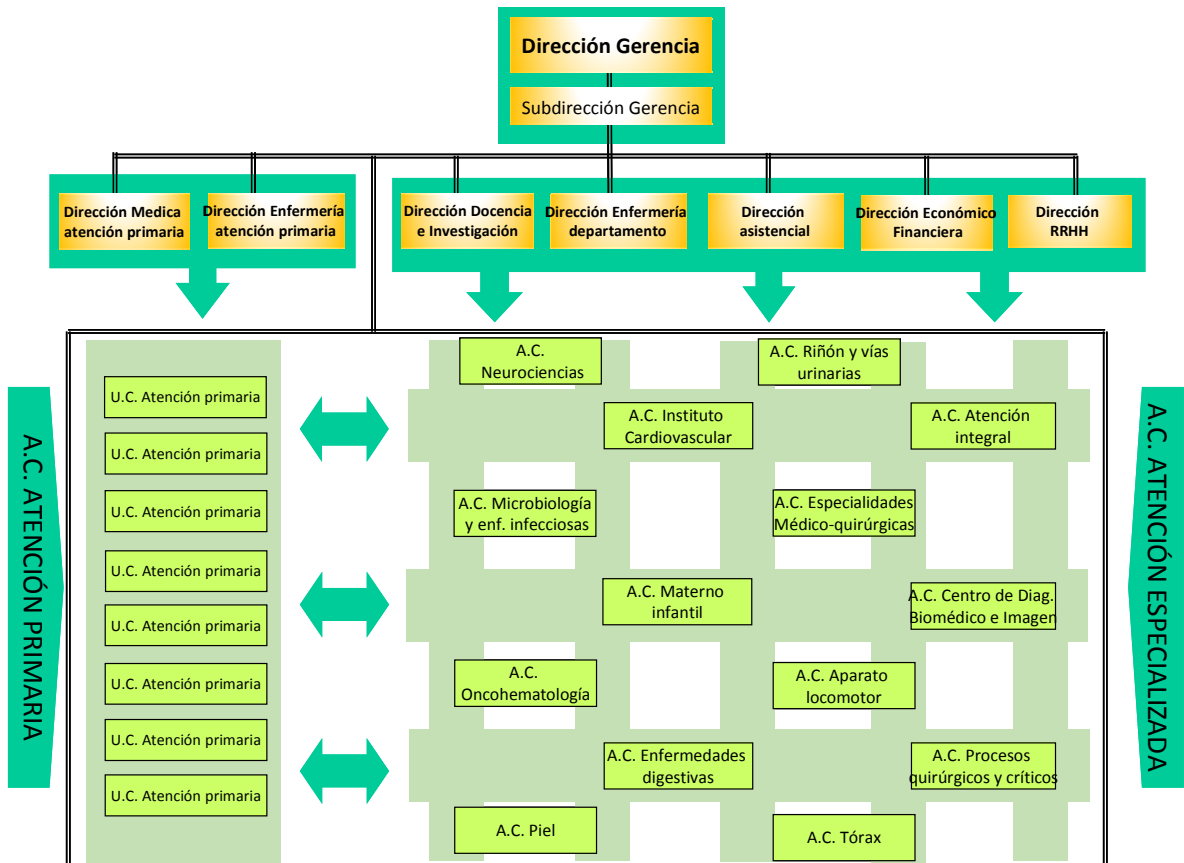 Dirección Gerencia
Subdirección Gerencia
Dirección Medica
atención primaria
Dirección Enfermería
atención primaria
Dirección Docencia
e Investigación
Dirección Enfermería
departamento
Dirección
asistencial
Dirección Económico
Financiera
Dirección
RRHH
A.C. ATENCIÓN PRIMARIA
U.C. Atención primaria
U.C. Atención primaria
U.C. Atención primaria
U.C. Atención primaria
U.C. Atención primaria
U.C. Atención primaria
U.C. Atención primaria
U.C. Atención primaria
A.C.
Neurociencias
A.C. Riñón y vías
urinarias
A.C. Instituto
Cardiovascular
A.C. Atención
integral
A.C. Microbiología
y enf. infecciosas
A.C. Especialidades
Médico-quirúrgicas
A.C. Materno
infantil
A.C. Centro de Diag.
Biomédico e Imagen
A.C.
Oncohematología
A.C. Aparato
locomotor
A.C. Enfermedades
digestivas
A.C. Procesos
quirúrgicos y críticos
A.C. Piel
A.C. Tórax
A.C. ATENCIÓN ESPECIALIZADA